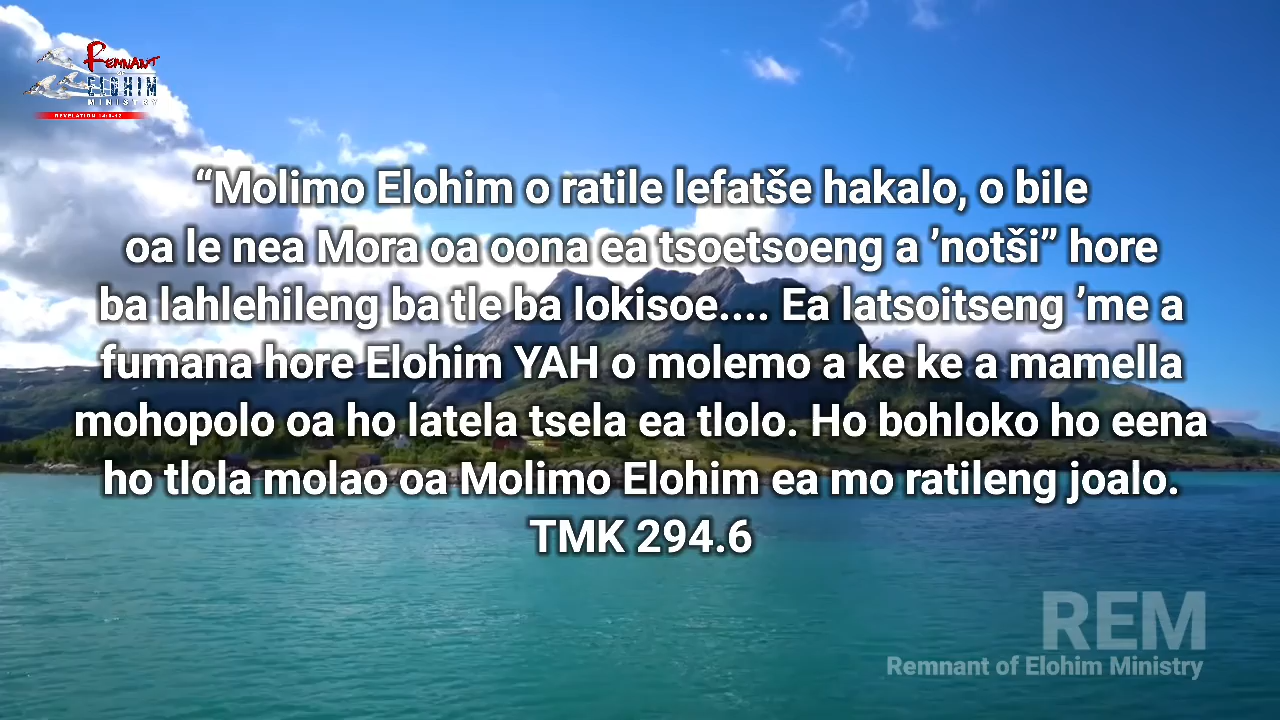 REMNANT
ELOHIM
MINISTRY
“Molimo Elohim o ratile lefatše hakalo, o bile
oa le nea Mora oa oona ea tsoetsoeng a ’notši” hore
ba lahlehileng ba tle ba lokisoe.... Ea latsoitseng ’me a
fumana hore Elohim YAH o molemo a ke ke a mamella
mohopolo oa ho latela tsela ea tlolo. Ho bohloko ho eena
ho tlola molao oa Molimo Elohim ea mo ratileng joalo.
TMK 294.6
REM
Remnant of Elohim Ministry